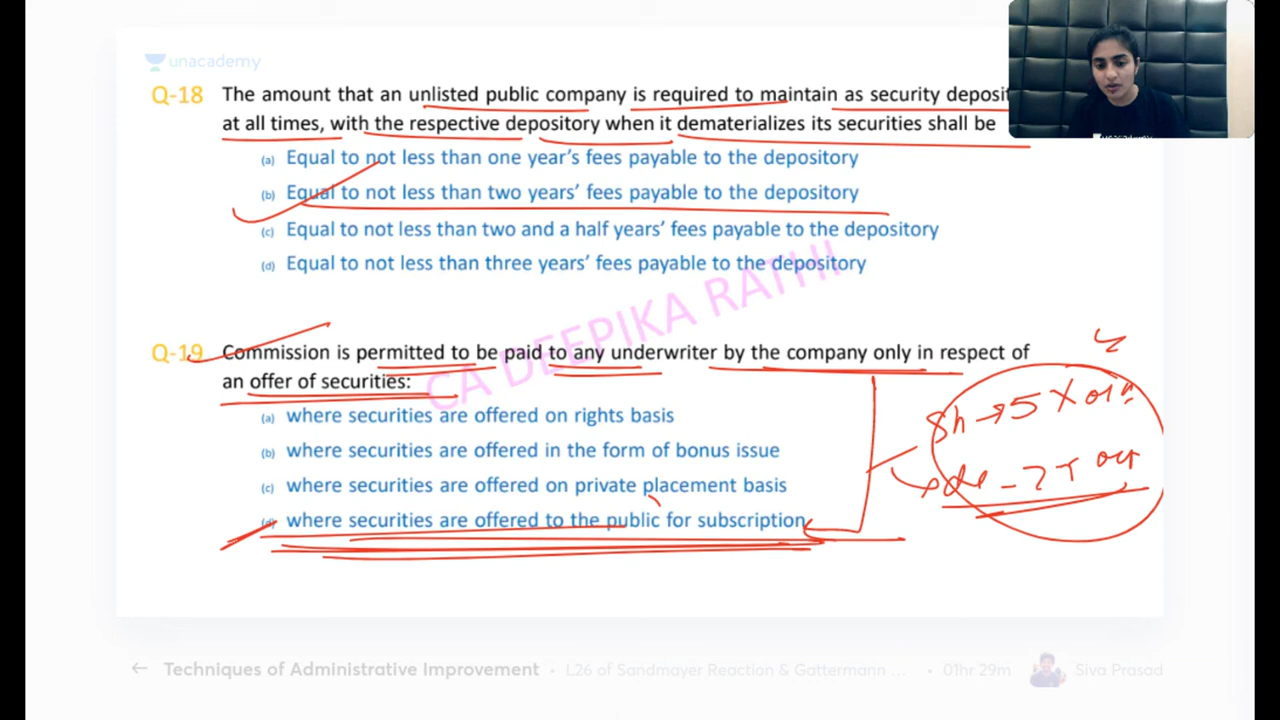 unacademy
Q-18 The amount that an unlisted public company is required to maintain as security deposit
at all times, with the respective depository when it dematerializes its securities shall be
(a) Equal to not less than one year's fees payable to the depository
(b) Equal to not less than two years' fees payable to the depository
(c) Equal to not less than two and a half years' fees payable to the depository
(d) Equal to not less than three years' fees payable to the depository
CA DEEPIKA RATHI
Q-19 Commission is permitted to be paid to any underwriter by the company only in respect of
an offer of securities:
(a) where securities are offered on rights basis
(b) where securities are offered in the form of bonus issue
(c) where securities are offered on private placement basis
(d) where securities are offered to the public for subscription
Sh → 5
← Techniques of Administrative Improvement • L26 of Sandmayer Reaction & Gattermann ... • 01hr 29m Siva Prasad